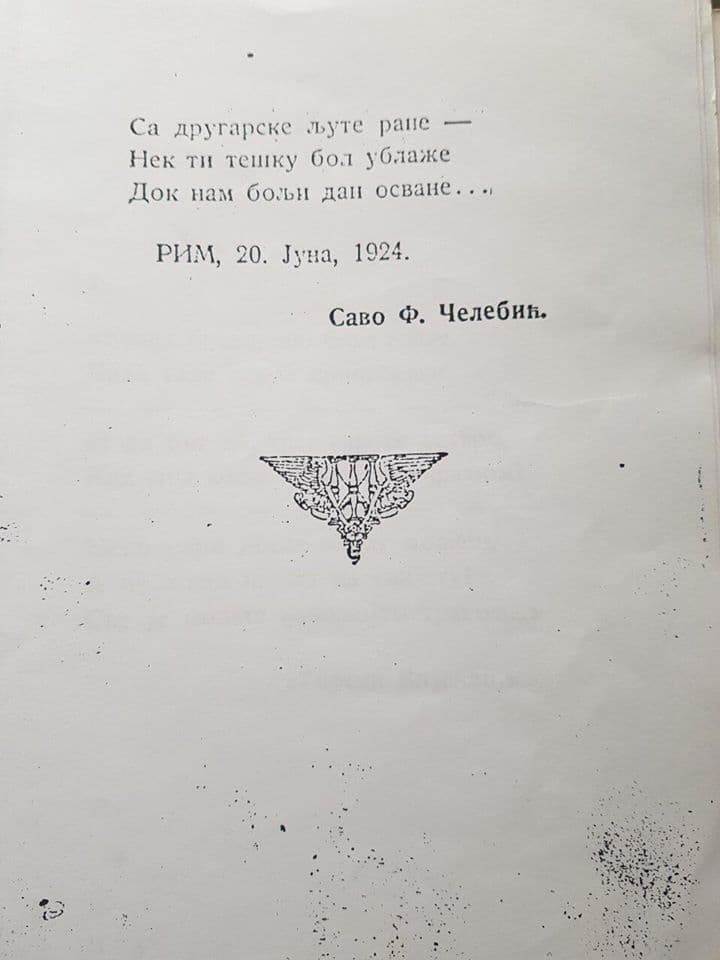 Са другарске љуте ране —
Нек ти тешку бол ублаже
Док нам бољи дан осване...
РИМ, 20. Јуна, 1924.
Саво Ф. Челебић.